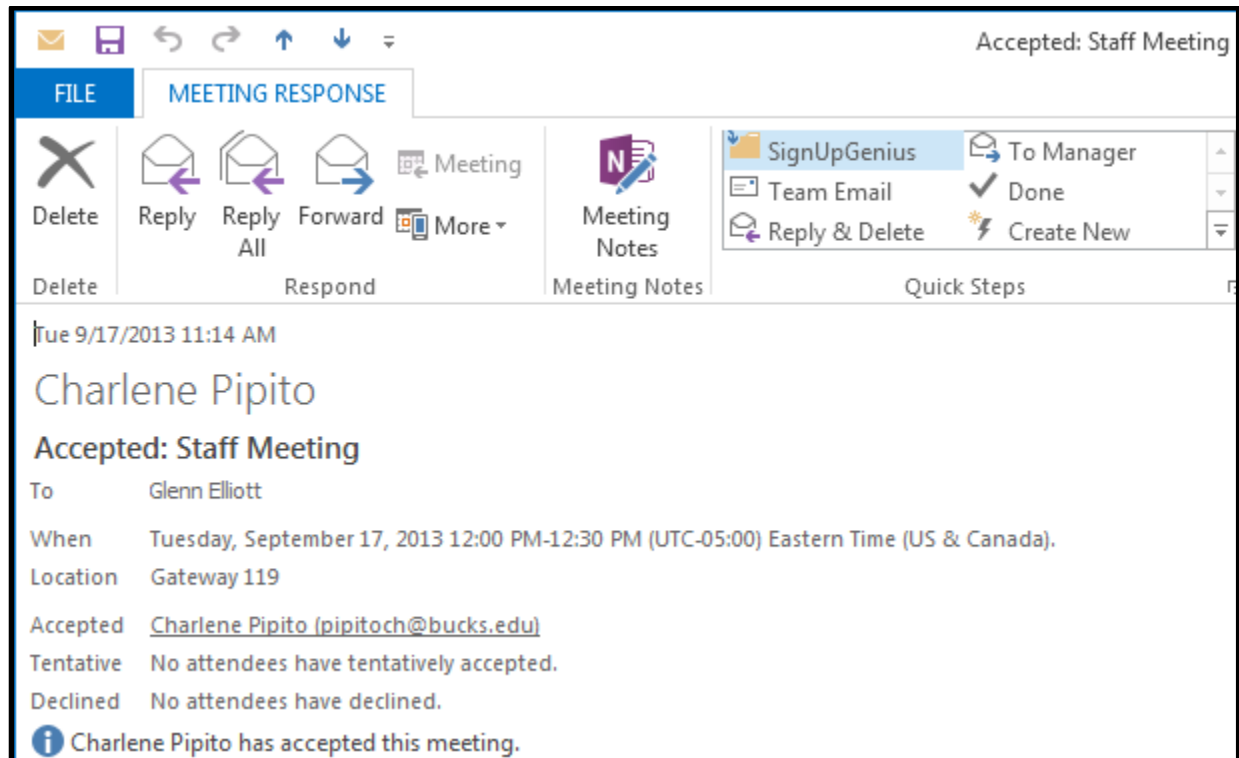 Accepted: Staff Meeting
FILE MEETING RESPONSE
Delete Reply Reply All Forward Meeting More Meeting Notes SignUpGenius To Manager
Team Email Done
Reply & Delete Create New
Delete Respond Meeting Notes Quick Steps
Tue 9/17/2013 11:14 AM
Charlene Pipito
Accepted: Staff Meeting
To Glenn Elliott
When Tuesday, September 17, 2013 12:00 PM-12:30 PM (UTC-05:00) Eastern Time (US & Canada).
Location Gateway 119
Accepted Charlene Pipito (pipitoch@bucks.edu)
Tentative No attendees have tentatively accepted.
Declined No attendees have declined.
Charlene Pipito has accepted this meeting.